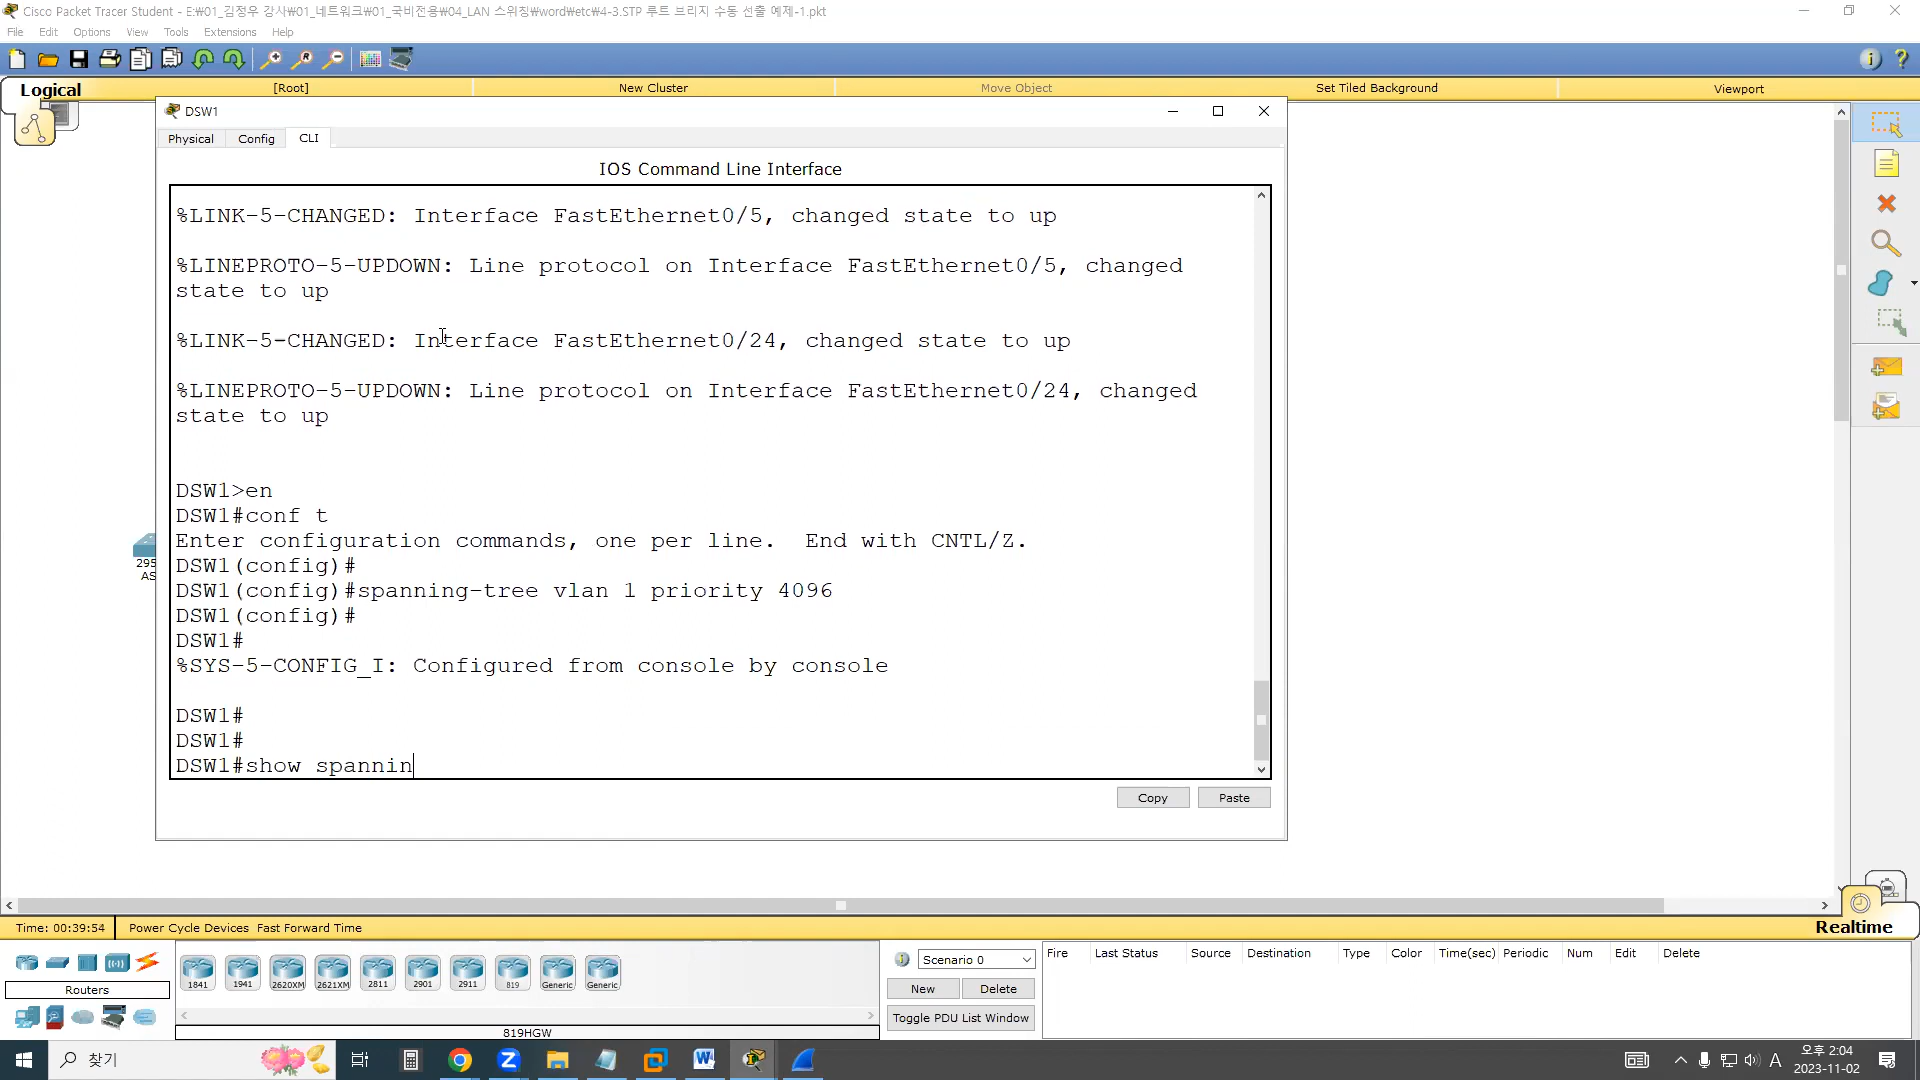 Cisco Packet Tracer Student - E:₩01_김정우 강사₩01_네트워크₩01_국비전용₩04_LAN 스위칭₩word₩etc₩4-3.STP 루트 브리지 수동 선출 예제-1.pkt
File Edit Options View Tools Extensions Help
Logical [Root] New Cluster Move Object Set Tiled Background Viewport
DSW1
Physical Config CLI
IOS Command Line Interface
%LINK-5-CHANGED: Interface FastEthernet0/5, changed state to up
%LINEPROTO-5-UPDOWN: Line protocol on Interface FastEthernet0/5, changed
state to up
%LINK-5-CHANGED: Interface FastEthernet0/24, changed state to up
%LINEPROTO-5-UPDOWN: Line protocol on Interface FastEthernet0/24, changed
state to up
DSW1>en
DSW1#conf t
Enter configuration commands, one per line.  End with CNTL/Z.
DSW1(config)#
DSW1(config)#spanning-tree vlan 1 priority 4096
DSW1(config)#
DSW1#
%SYS-5-CONFIG_I: Configured from console by console
DSW1#
DSW1#
DSW1#show spannin
Copy Paste
295
AS
Time: 00:39:54 Power Cycle Devices Fast Forward Time Realtime
Routers
1841 1941 2620XM 2621XM 2811 2901 2911 819 Generic Generic
819HGW
Scenario 0
New Delete
Toggle PDU List Window
Fire Last Status Source Destination Type Color Time(sec) Periodic Num Edit Delete
찾기
A
오후 2:04
2023-11-02